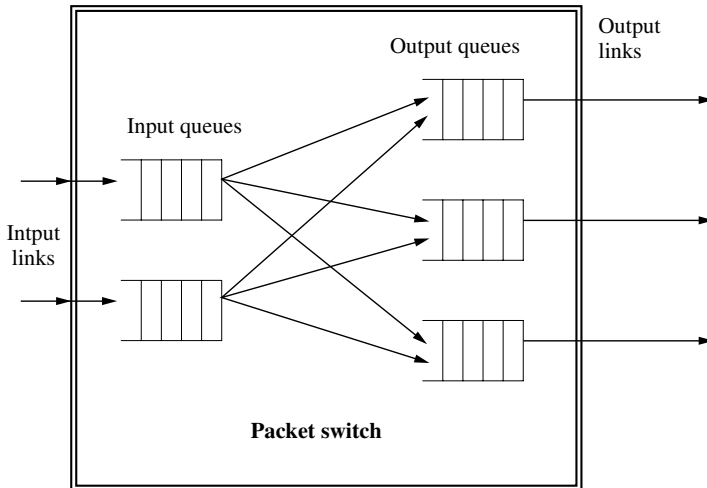 Output
links
Output queues
Input queues
Intput
links
Packet switch